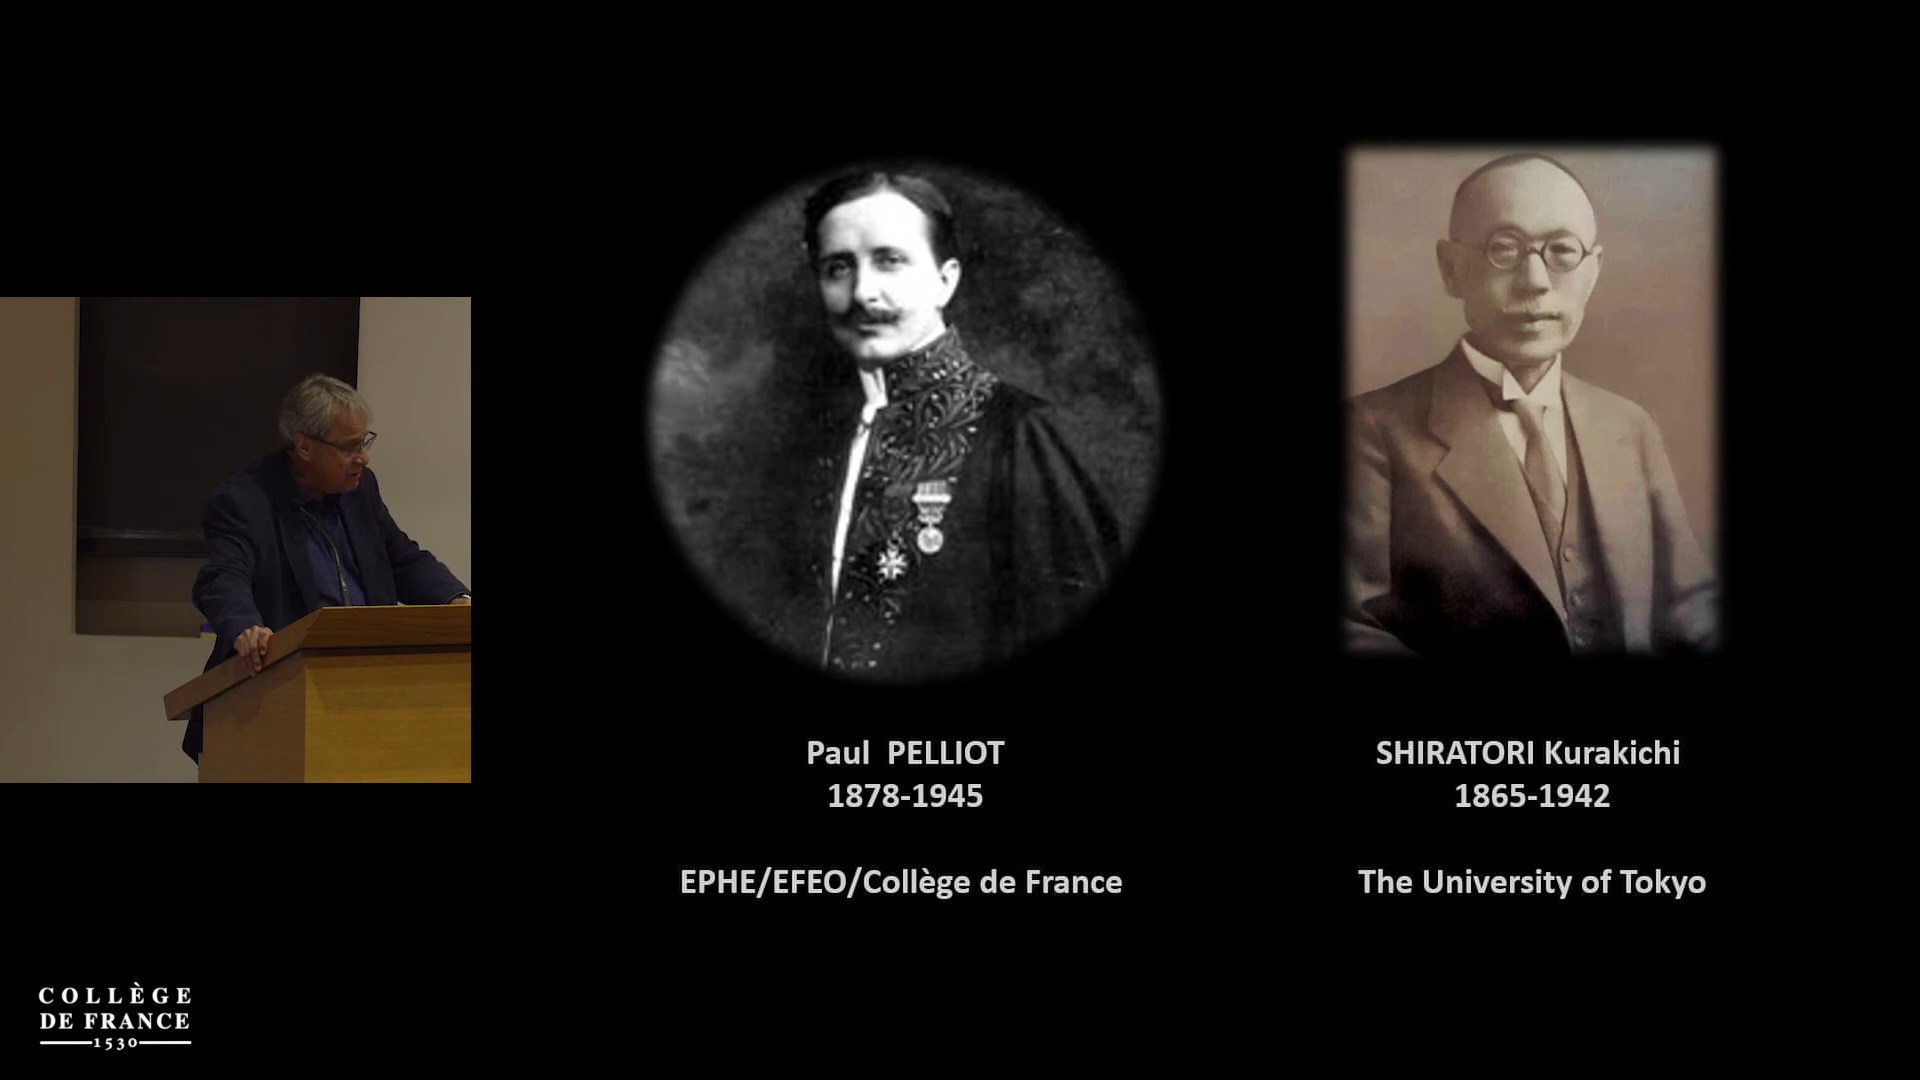 Paul PELLIOT
1878-1945
EPHE/EFEO/Collège de France
SHIRATORI Kurakichi
1865-1942
The University of Tokyo
COLLÈGE
DE FRANCE
1530